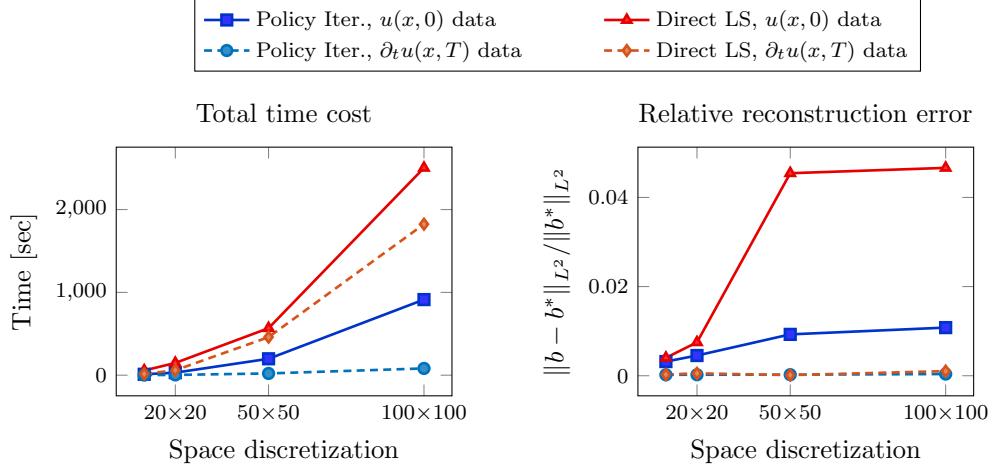 Policy Iter., u(x, 0) data
Direct LS, u(x, 0) data
Policy Iter., ∂ₜu(x, T) data
Direct LS, ∂ₜu(x, T) data
Total time cost
2,000
1,000
0
Time [sec]
20×20 50×50 100×100
Space discretization
Relative reconstruction error
0.04
0.02
0
||b − b*||_{L²}/||b*||_{L²}
20×20 50×50 100×100
Space discretization